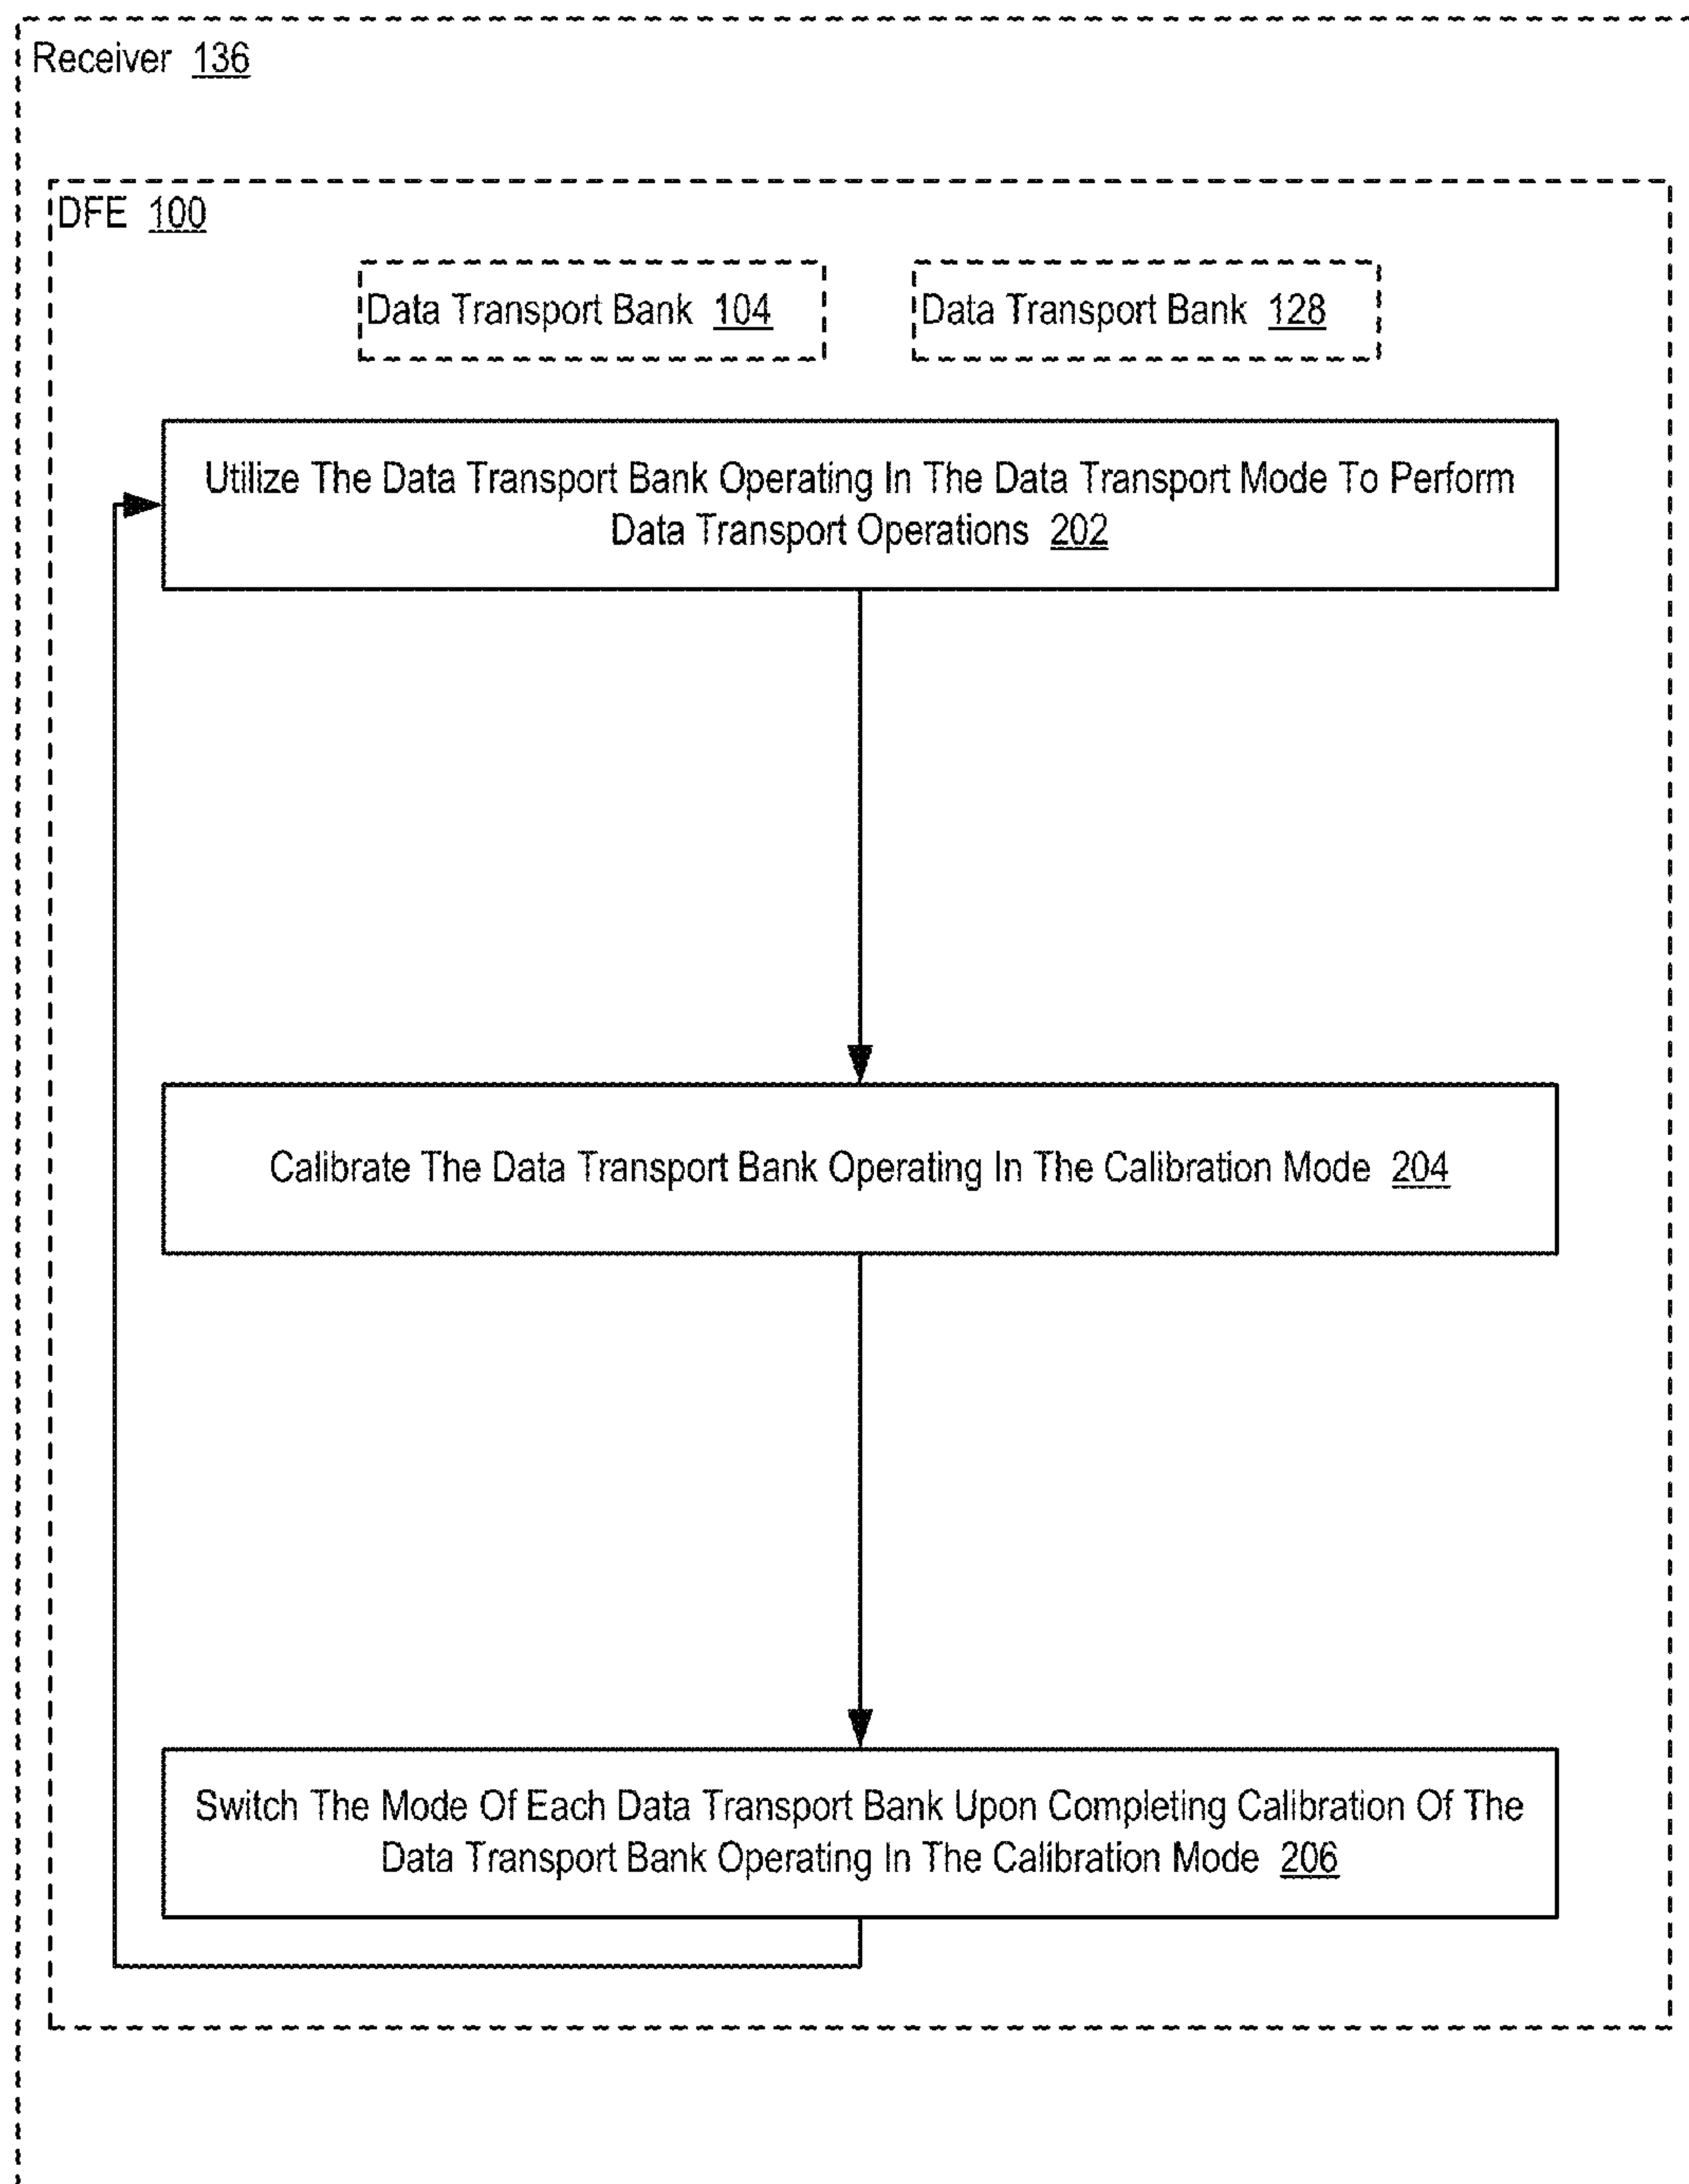 Receiver 136
DFE 100
Data Transport Bank 104
Data Transport Bank 128
Utilize The Data Transport Bank Operating In The Data Transport Mode To Perform
Data Transport Operations 202
Calibrate The Data Transport Bank Operating In The Calibration Mode 204
Switch The Mode Of Each Data Transport Bank Upon Completing Calibration Of The
Data Transport Bank Operating In The Calibration Mode 206